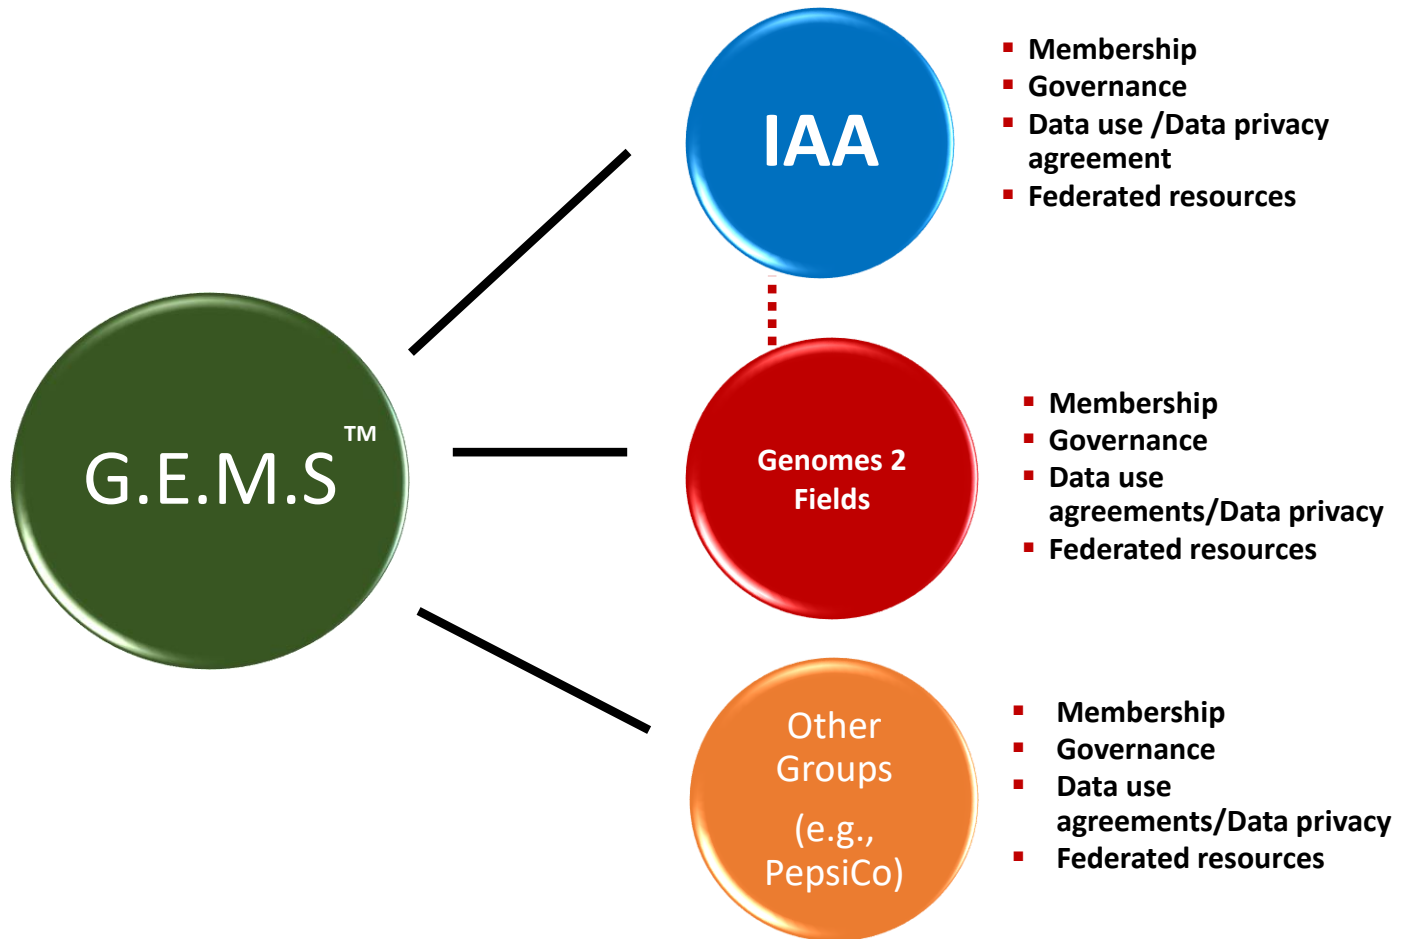 IAA
Membership
Governance
Data use /Data privacy
agreement
Federated resources
G.E.M.S™
Genomes 2
Fields
Membership
Governance
Data use
agreements/Data privacy
Federated resources
Other
Groups
(e.g.,
PepsiCo)
Membership
Governance
Data use
agreements/Data privacy
Federated resources